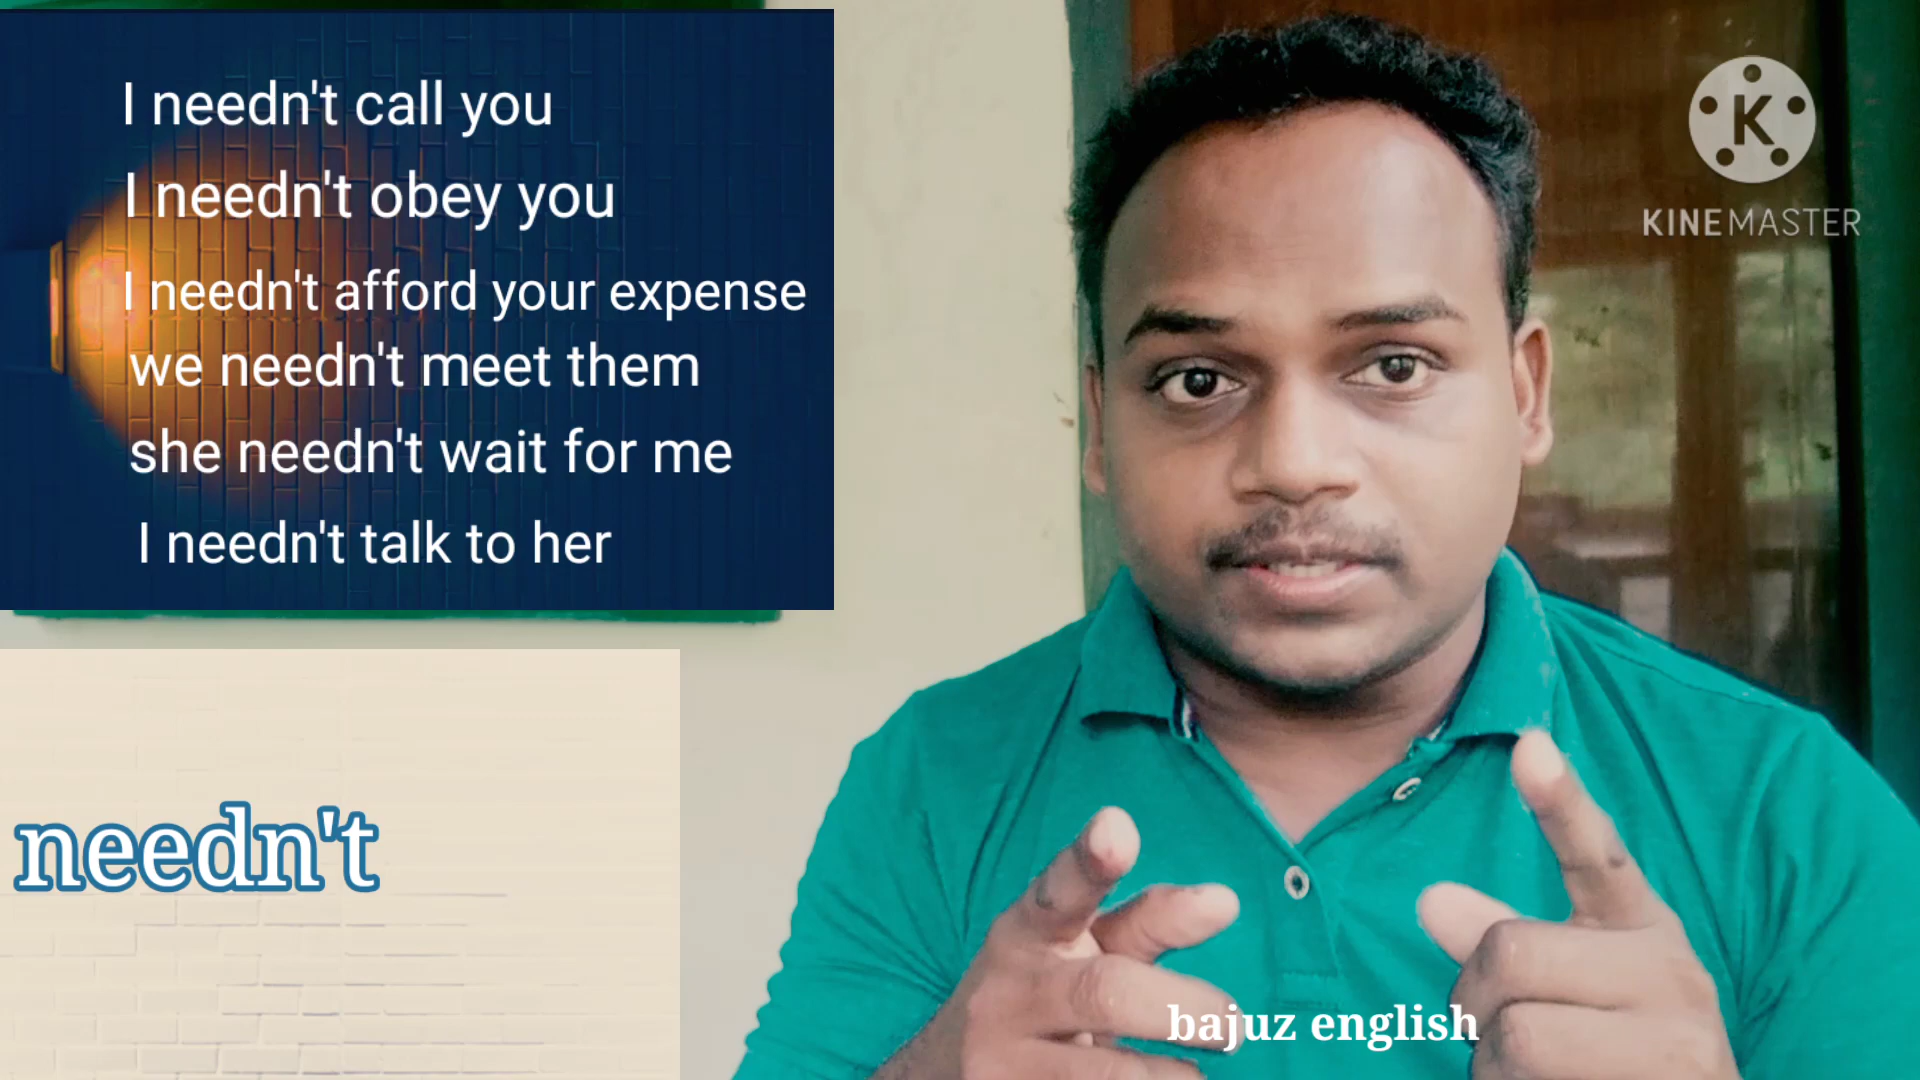 I needn't call you
I needn't obey you
I needn't afford your expense
we needn't meet them
she needn't wait for me
I needn't talk to her
needn't
K
KINEMASTER
bajuz english